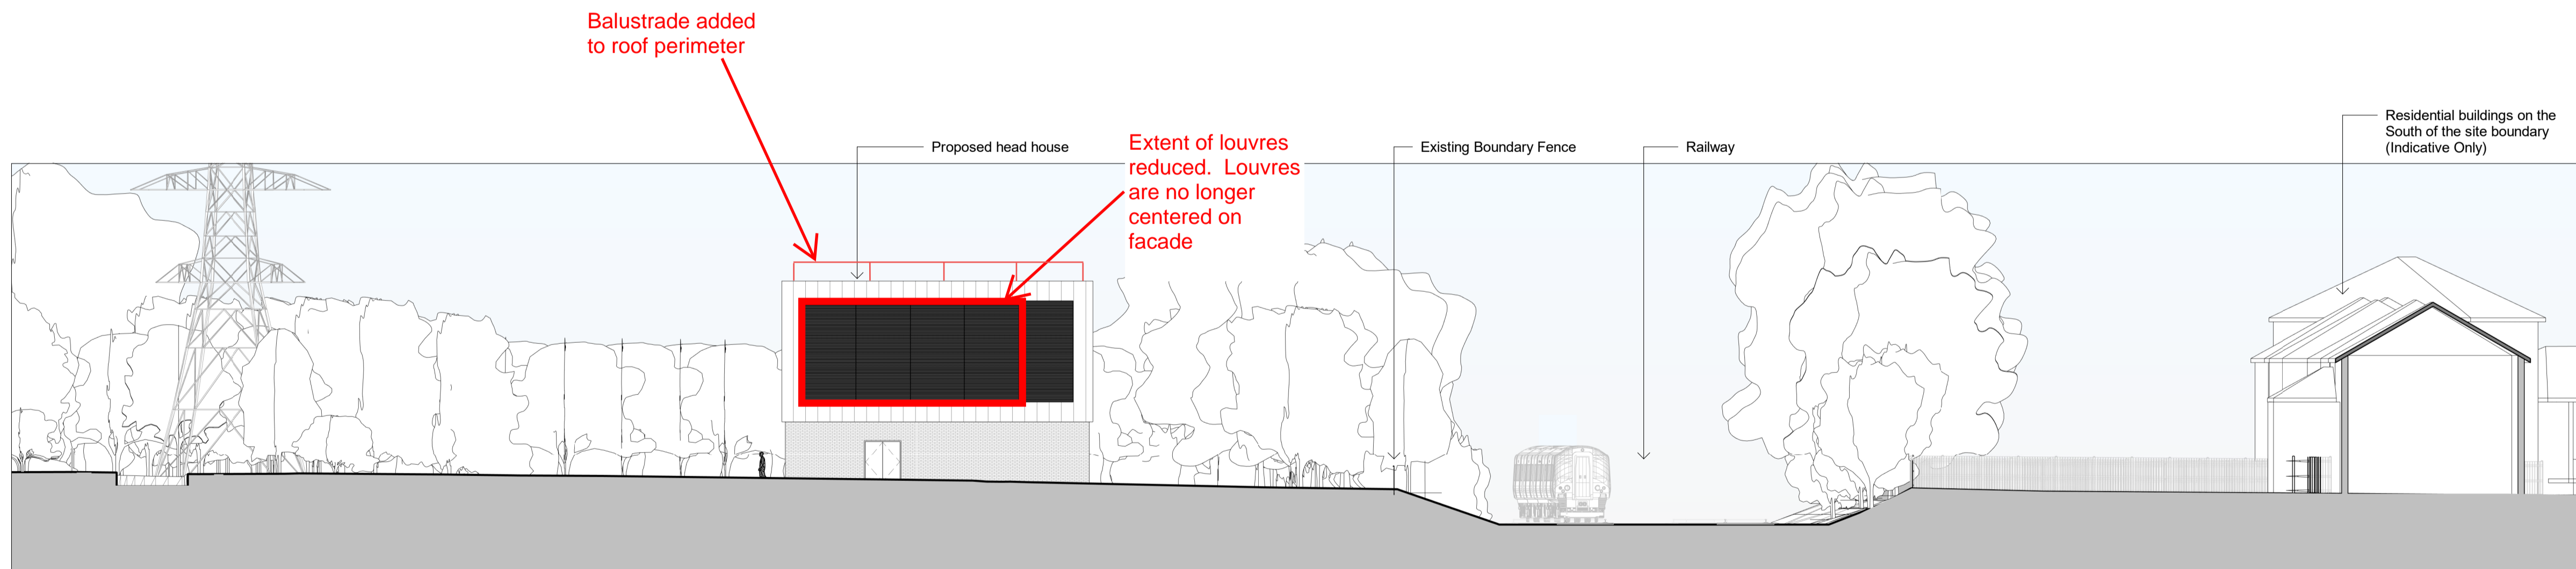 Balustrade added
to roof perimeter
Proposed head house
Extent of louvres
reduced.  Louvres
are no longer
centered on
facade
Existing Boundary Fence
Railway
Residential buildings on the
South of the site boundary
(Indicative Only)